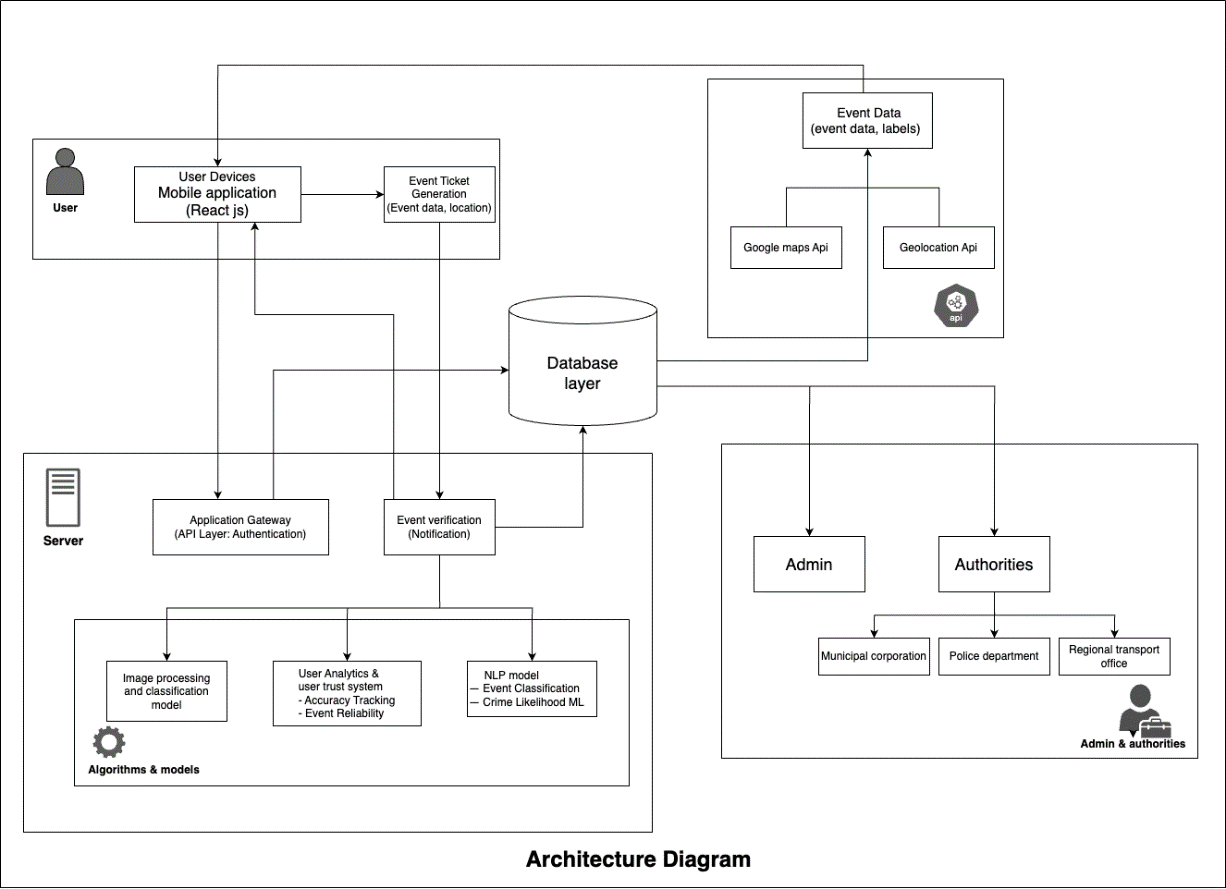 Event Data
(event data, labels)
User
User Devices
Mobile application
(React js)
Event Ticket
Generation
(Event data, location)
Google maps Api
Geolocation Api
api
Database
layer
Server
Application Gateway
(API Layer: Authentication)
Event verification
(Notification)
Admin
Authorities
Municipal corporation
Police department
Regional transport
office
Admin & authorities
Image processing
and classification
model
User Analytics &
user trust system
- Accuracy Tracking
- Event Reliability
NLP model
— Event Classification
— Crime Likelihood ML
Algorithms & models
Architecture Diagram